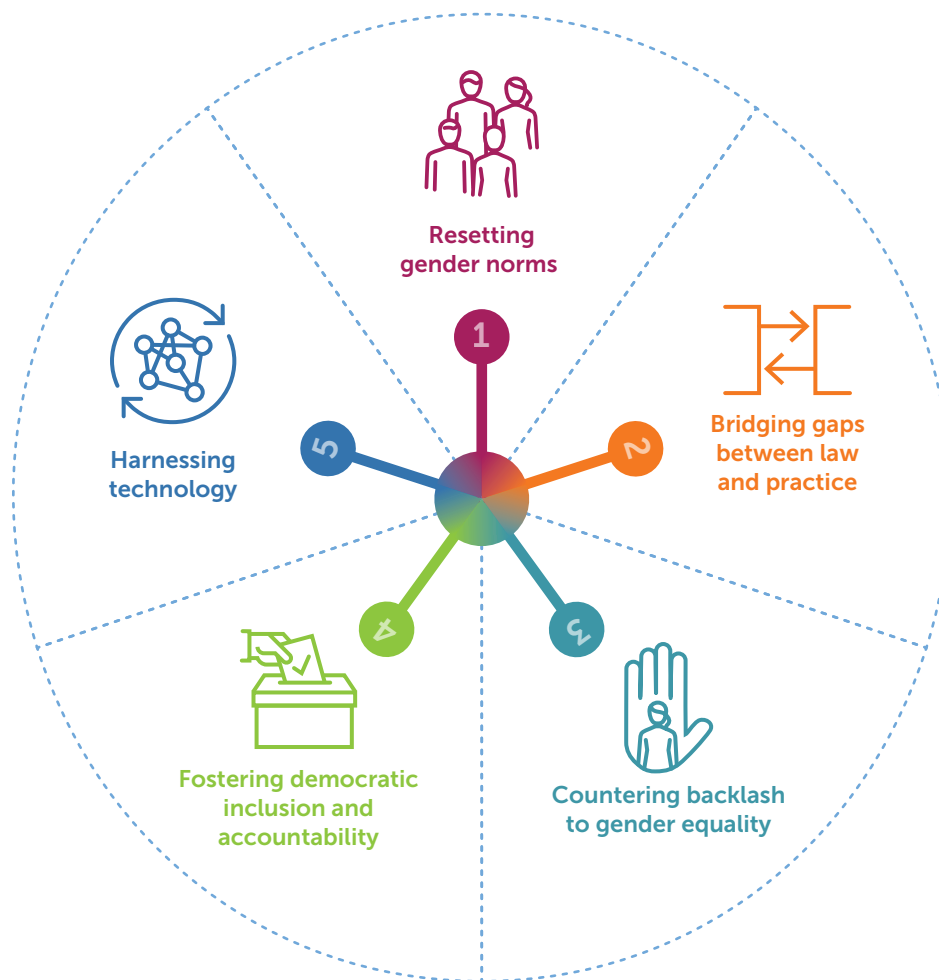 Resetting
gender norms
1
Bridging gaps
between law
and practice
2
Countering backlash
to gender equality
3
Fostering democratic
inclusion and
accountability
4
Harnessing
technology
5